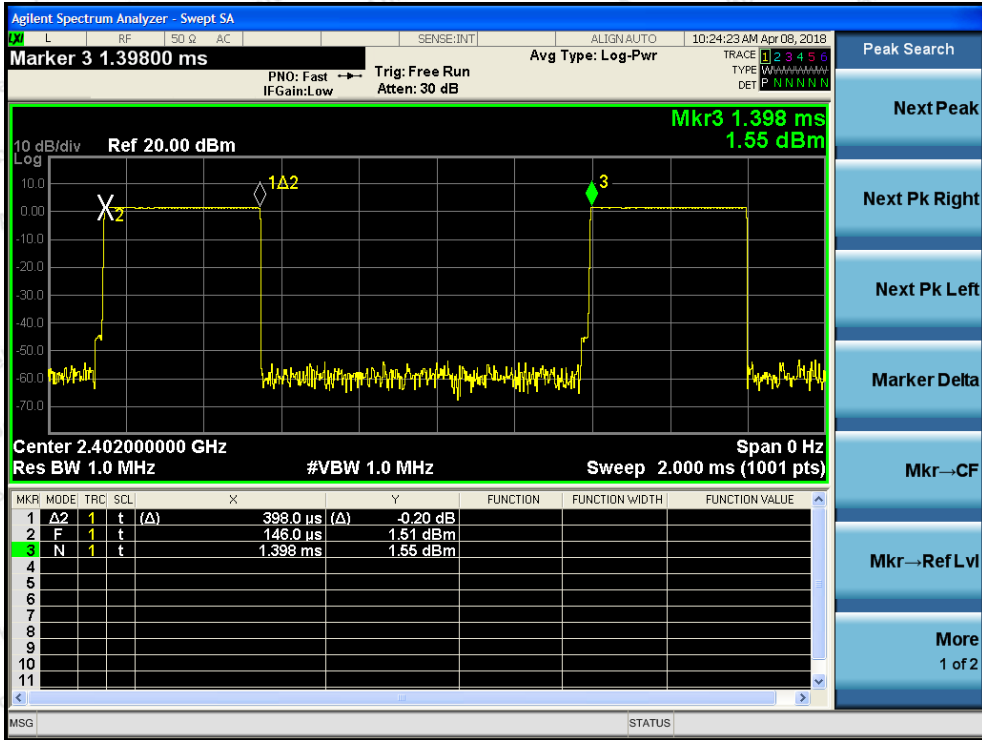 Agilent Spectrum Analyzer - Swept SA
LXI L RF 50 Ω AC SENSE:INT ALIGN AUTO 10:24:23 AM Apr 08, 2018
Marker 3 1.39800 ms
PNO: Fast
IFGain:Low
Trig: Free Run
Atten: 30 dB
Avg Type: Log-Pwr
TRACE 1 2 3 4 5 6
TYPE
DET P N N N N N
Peak Search
Next Peak
Next Pk Right
Next Pk Left
Marker Delta
Mkr→CF
Mkr→Ref Lvl
More
1 of 2
Mkr3 1.398 ms
1.55 dBm
10 dB/div Ref 20.00 dBm
Log
10.0
0.00
-10.0
-20.0
-30.0
-40.0
-50.0
-60.0
-70.0
2
1Δ2
3
Center 2.402000000 GHz Span 0 Hz
Res BW 1.0 MHz #VBW 1.0 MHz Sweep 2.000 ms (1001 pts)
MKR MODE TRC SCL X Y FUNCTION FUNCTION WIDTH FUNCTION VALUE
1 Δ2 1 t (Δ) 398.0 µs (Δ) -0.20 dB
2 F 1 t 146.0 µs 1.51 dBm
3 N 1 t 1.398 ms 1.55 dBm
4
5
6
7
8
9
10
11
MSG STATUS